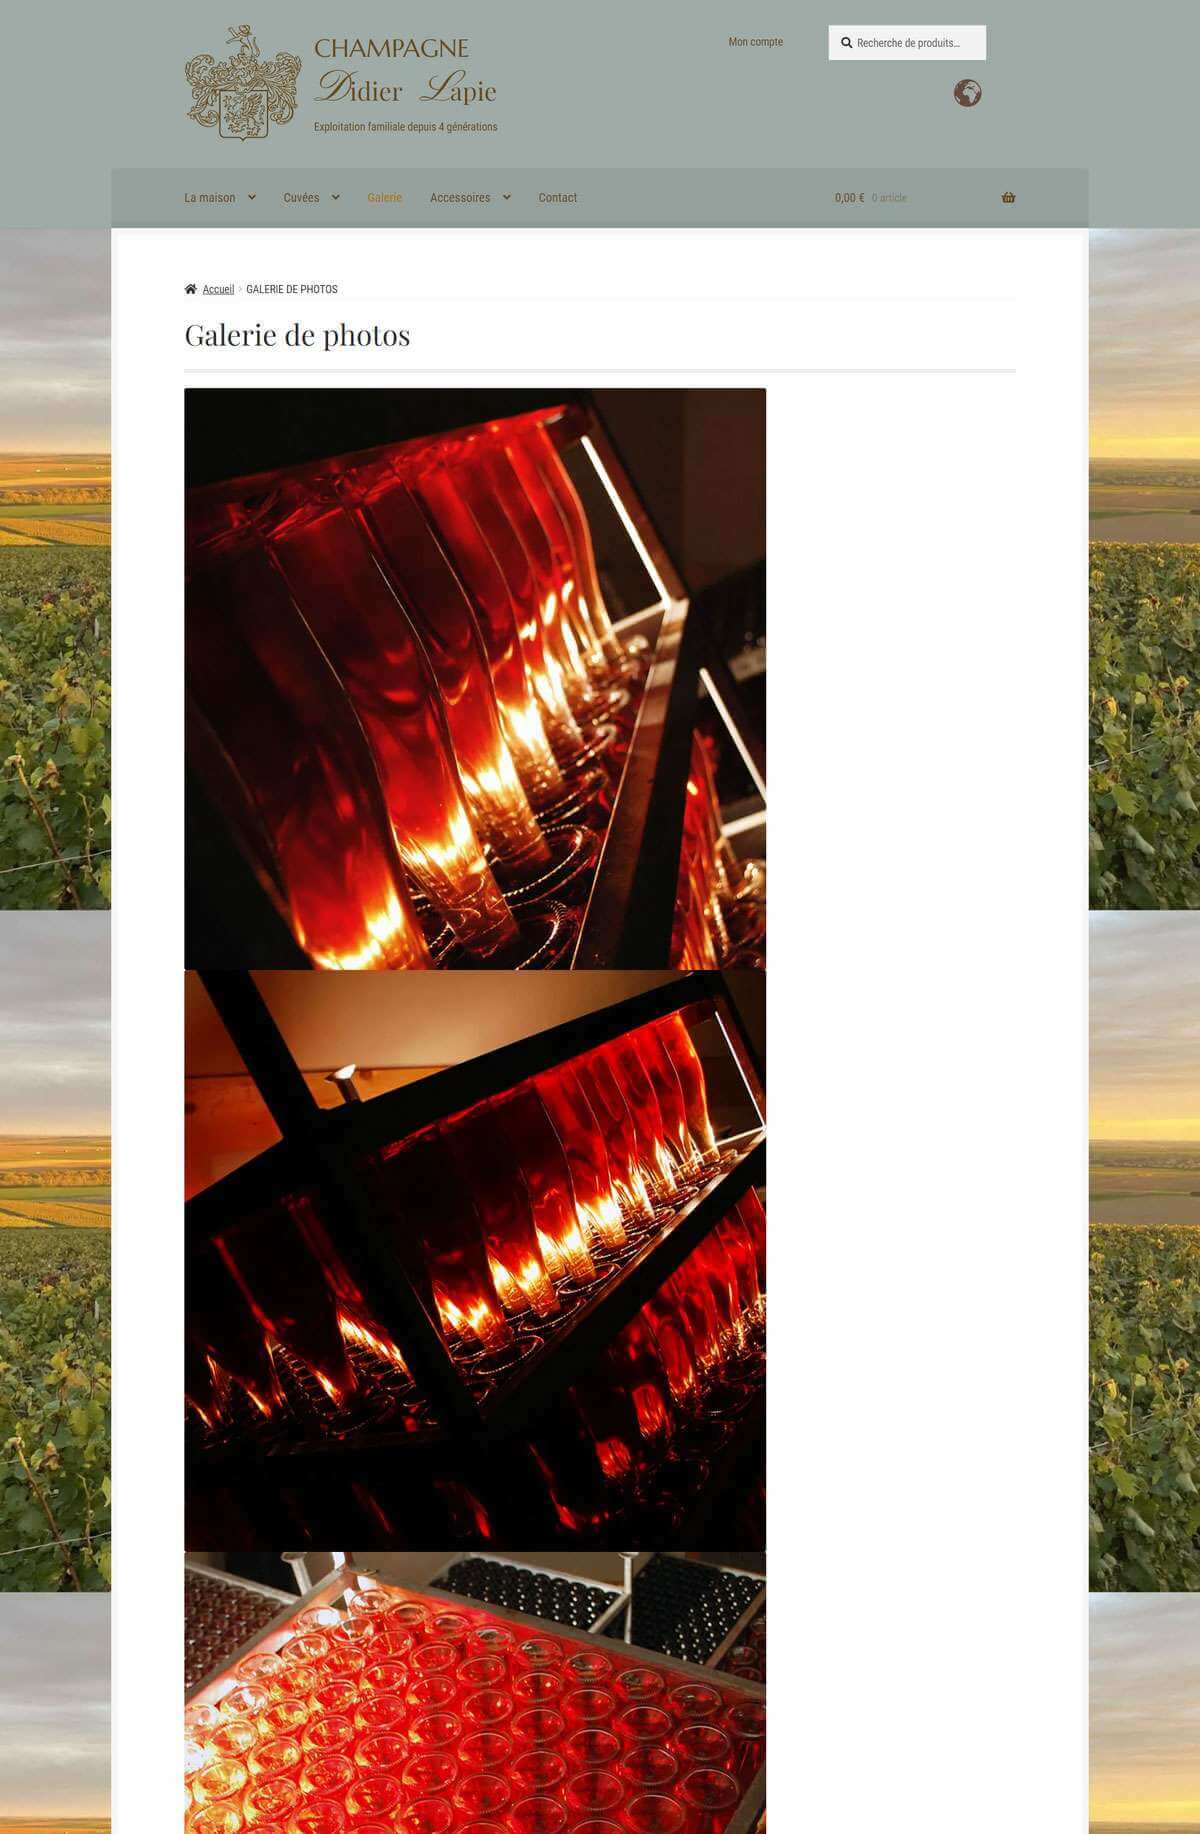 CHAMPAGNE
Didier Lapie
Exploitation familiale depuis 4 générations
Mon compte
Recherche de produits…
La maison
Cuvées
Galerie
Accessoires
Contact
0,00 € 0 article
Accueil › GALERIE DE PHOTOS
Galerie de photos